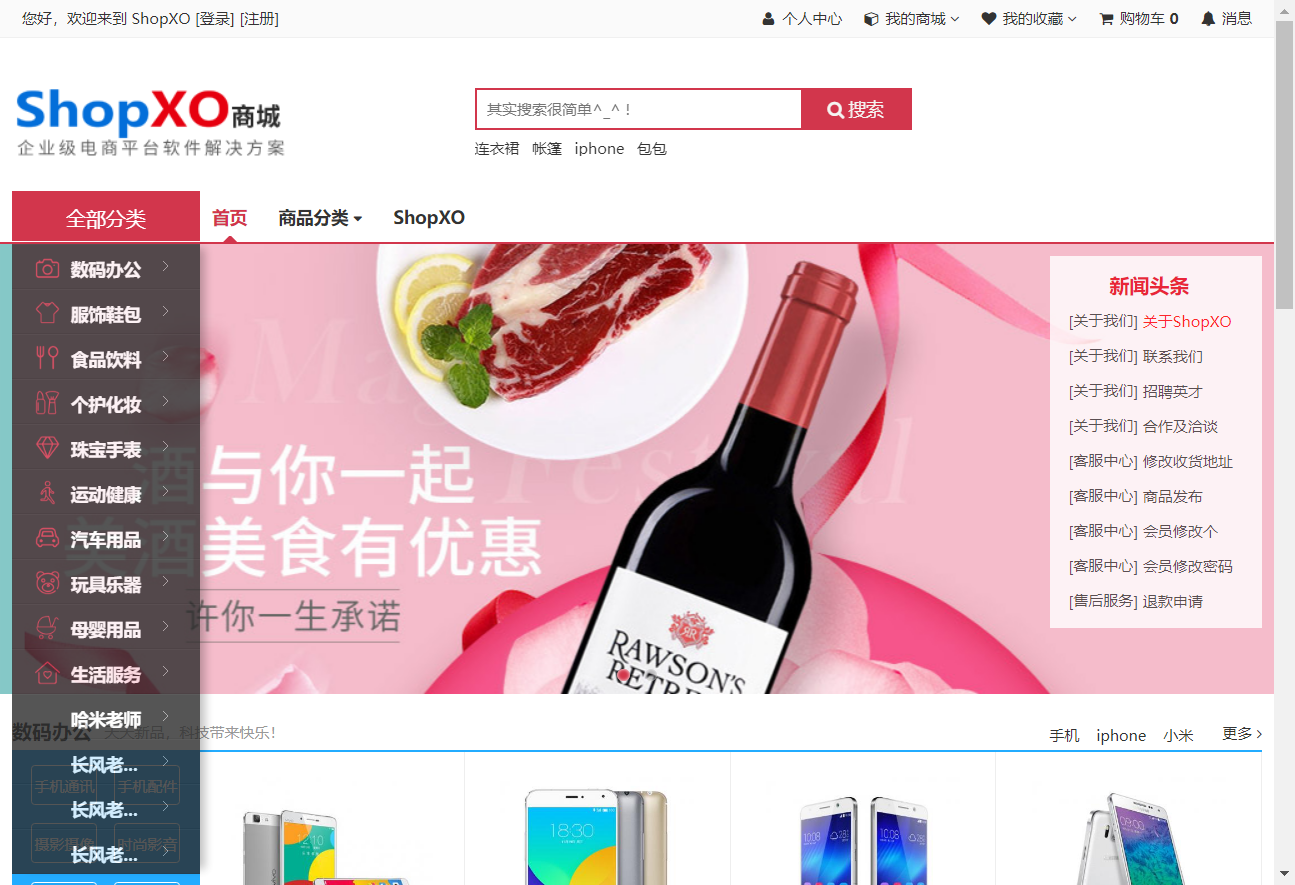 您好，欢迎来到 ShopXO [登录] [注册]
个人中心 我的商城 我的收藏 购物车 0 消息
ShopXO商城
企业级电商平台软件解决方案
其实搜索很简单^_^ !
搜索
连衣裙 帐篷 iphone 包包
全部分类 首页 商品分类 ShopXO
数码办公
服饰鞋包
食品饮料
个护化妆
珠宝手表
运动健康
汽车用品
玩具乐器
母婴用品
生活服务
哈米老师
长风老...
长风老...
长风老...
酒与你一起
美酒美食有优惠
许你一生承诺
Festival
RAWSON'S
RETRE
新闻头条
[关于我们] 关于ShopXO
[关于我们] 联系我们
[关于我们] 招聘英才
[关于我们] 合作及洽谈
[客服中心] 修改收货地址
[客服中心] 商品发布
[客服中心] 会员修改个
[客服中心] 会员修改密码
[售后服务] 退款申请
数码办公 天天新品，科技带来快乐！
手机 iphone 小米 更多
手机通讯 手机配件
摄影摄像 时尚影音
12:10
18:30
10:08
10:08
09:00